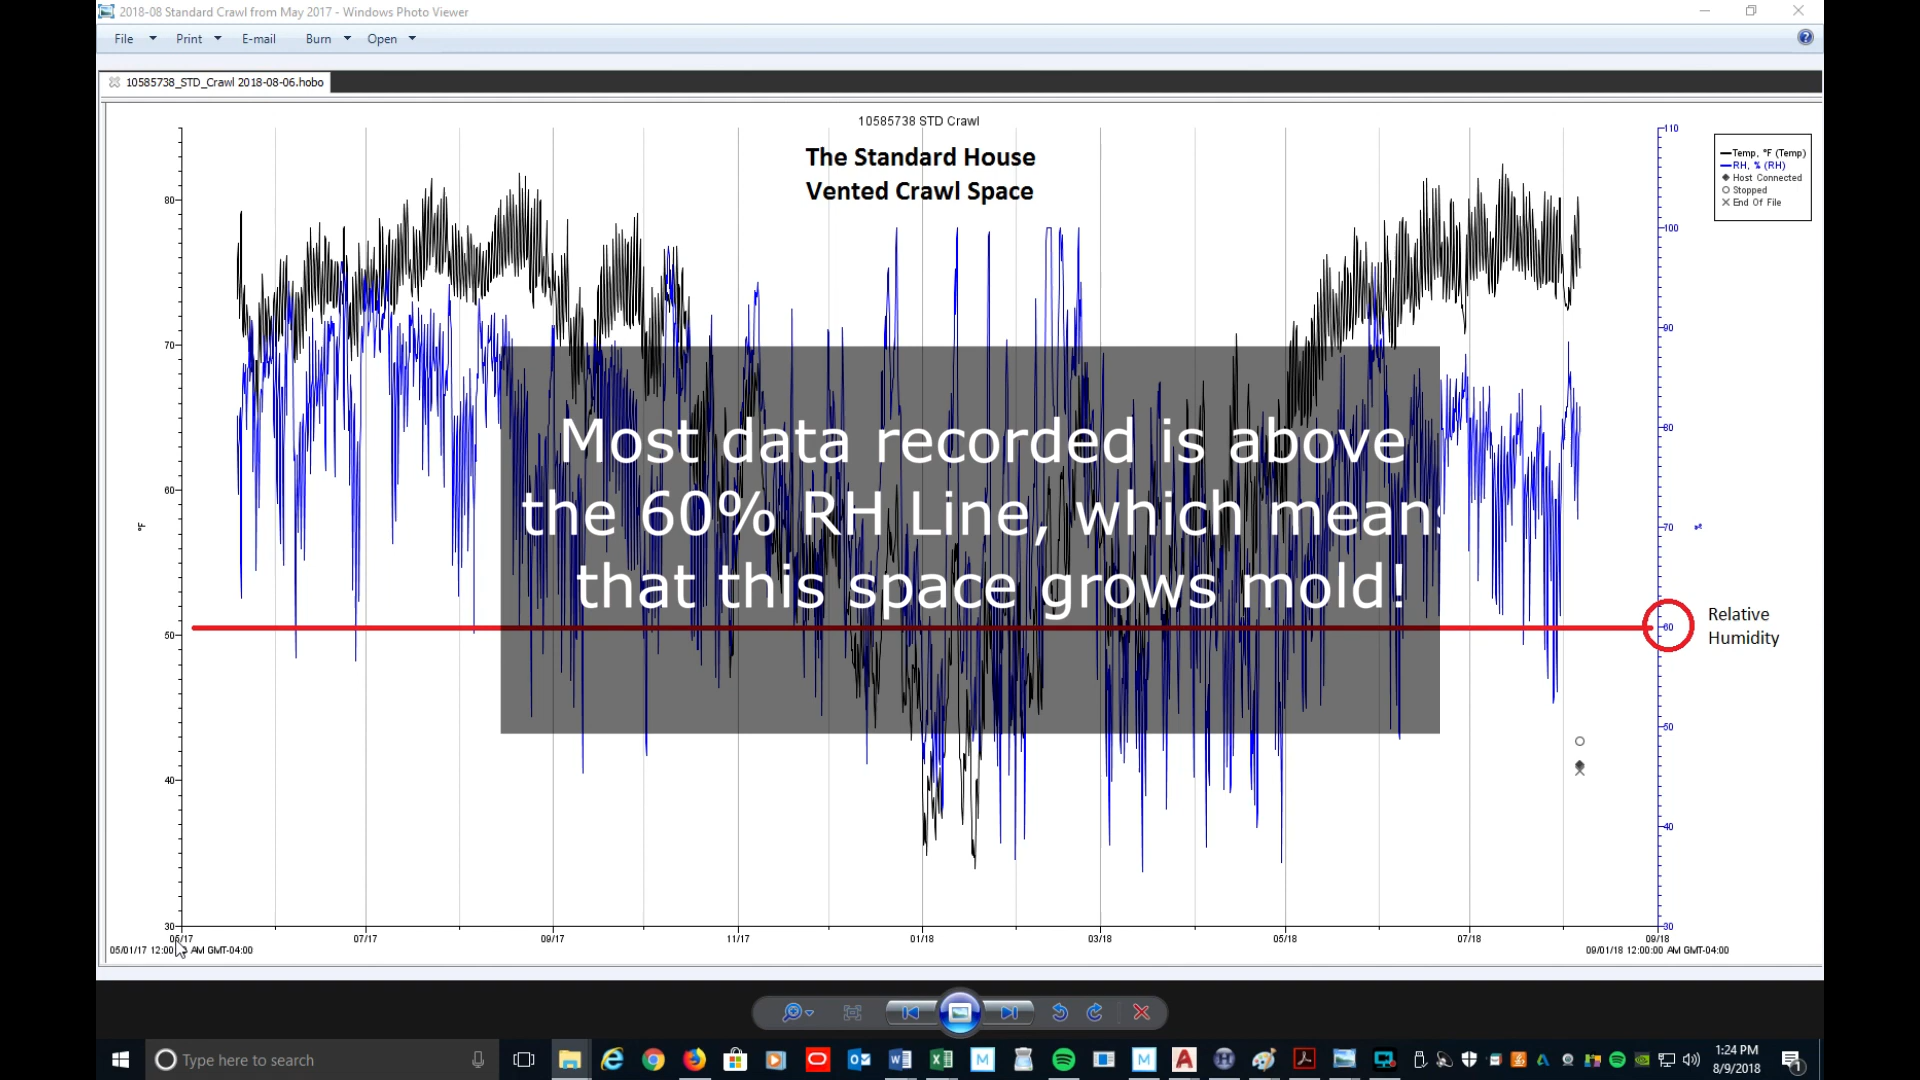 2018-08 Standard Crawl from May 2017 - Windows Photo Viewer
File Print E-mail Burn Open
10585738_STD_Crawl 2018-08-06.hobo
10585738 STD Crawl
The Standard House
Vented Crawl Space
Temp, °F (Temp)
RH, % (RH)
Host Connected
Stopped
End Of File
110
100
90
80
70
60
50
40
30
80
70
60
50
40
30
°F
Most data recorded is above
the 60% RH Line, which means
that this space grows mold!
Relative
Humidity
07/17 09/17 11/17 01/18 03/18 05/18 07/18 09/18
05/01/17 12:00 AM GMT-04:00
09/01/18 12:00:00 AM GMT-04:00
Type here to search
1:24 PM
8/9/2018